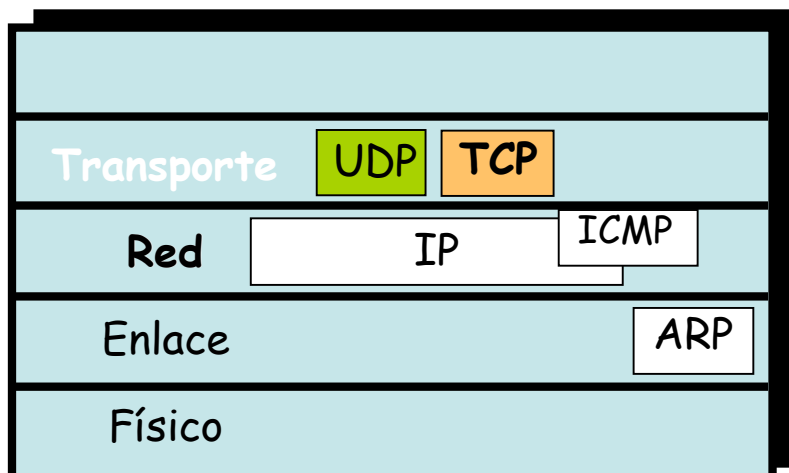 Transporte UDP TCP
Red IP ICMP
Enlace ARP
Físico